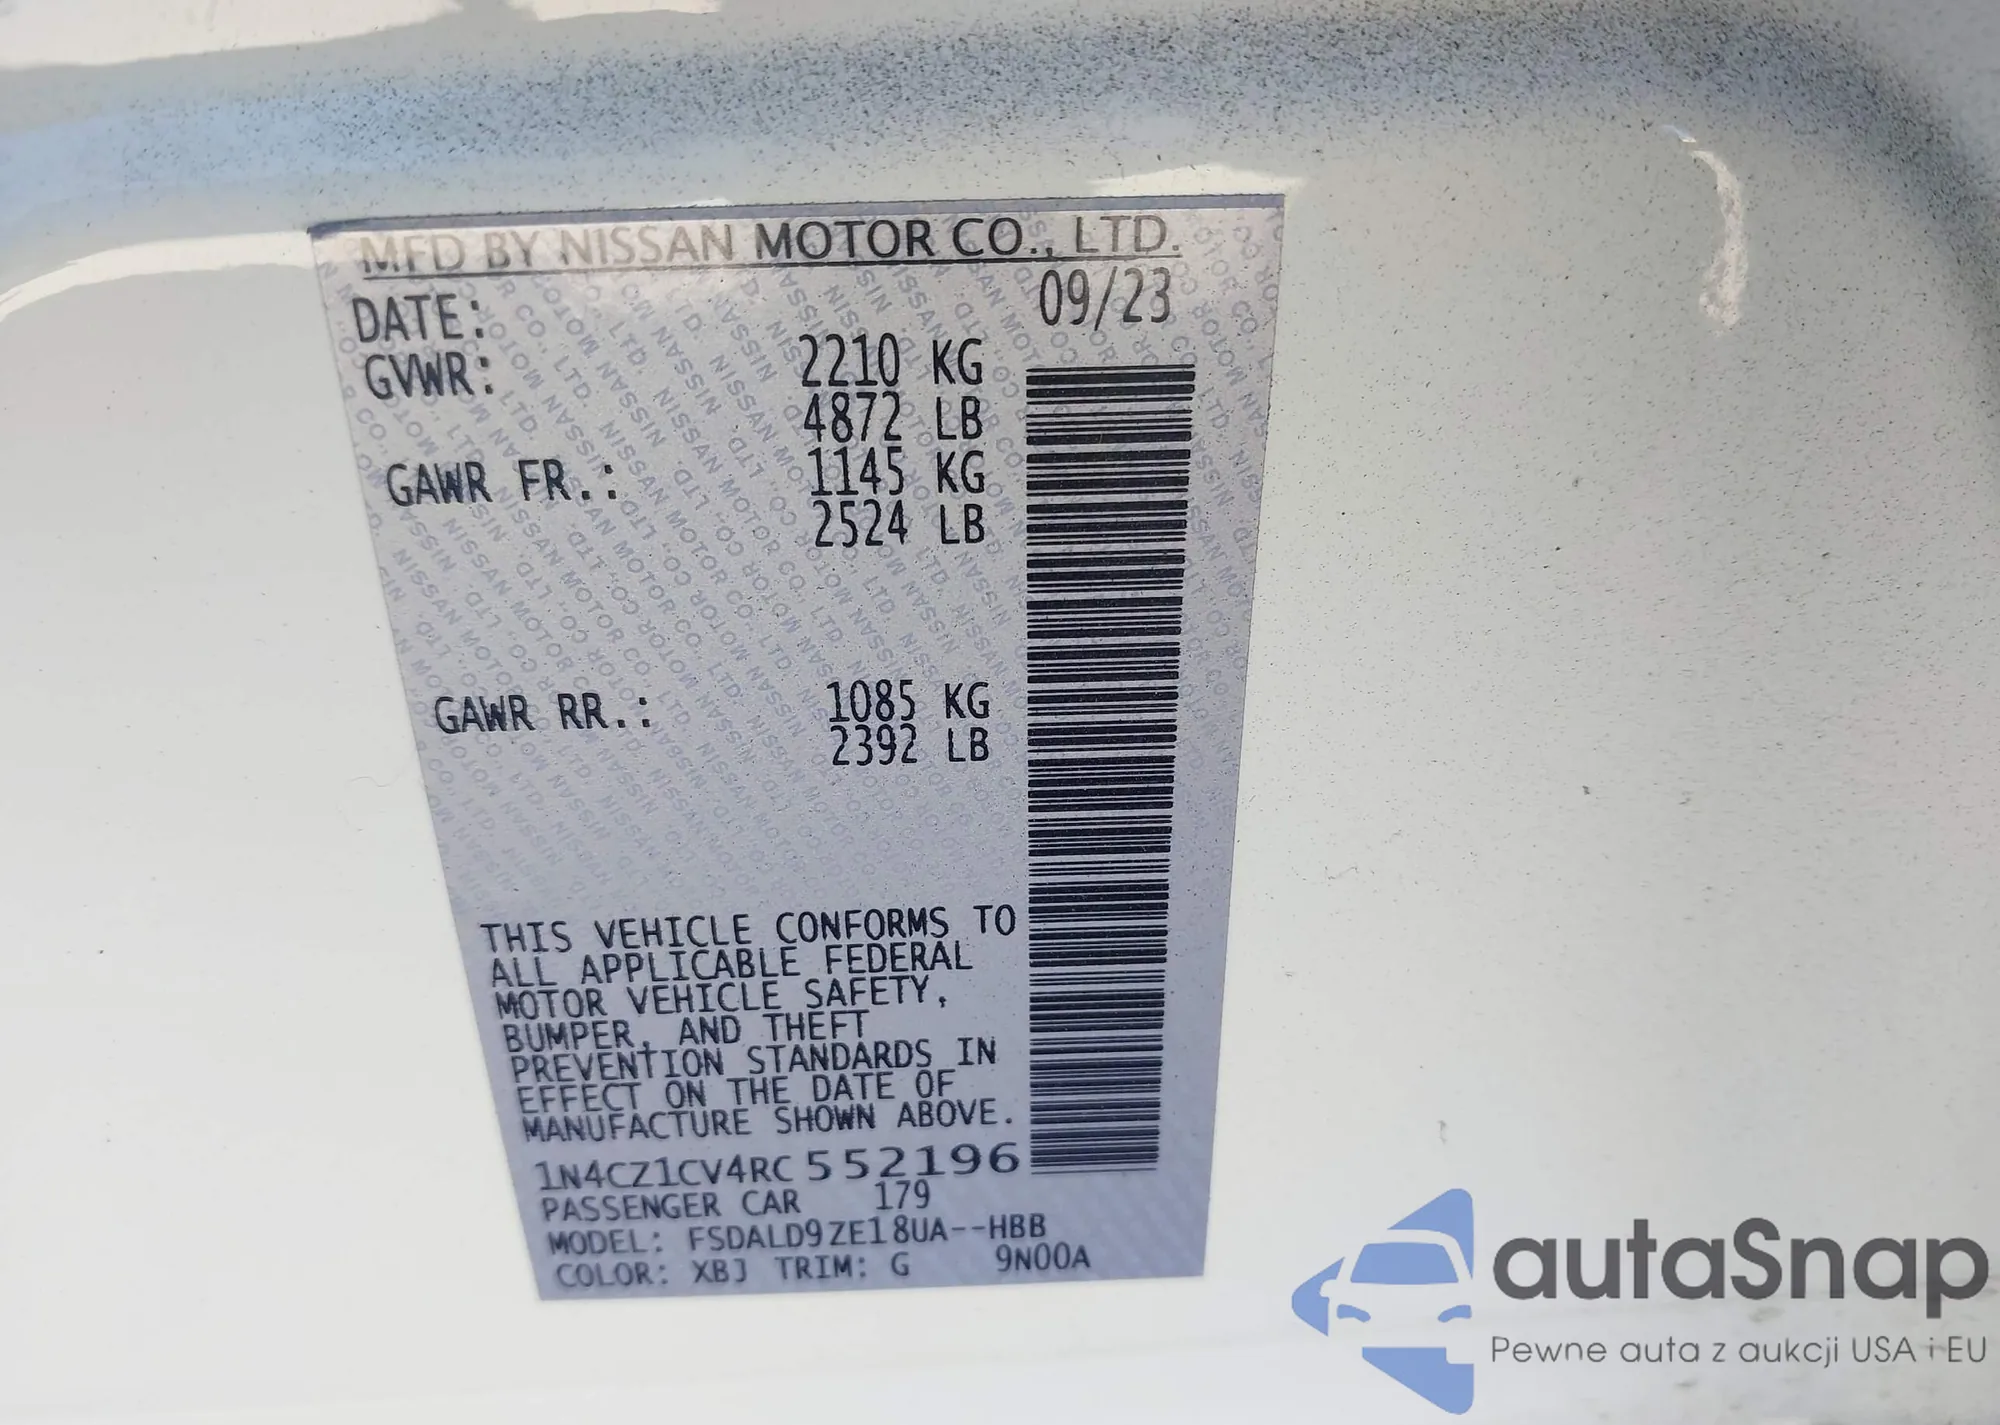 MFD BY NISSAN MOTOR CO., LTD.
DATE: 09/23
GVWR: 2210 KG
4872 LB
GAWR FR.: 1145 KG
2524 LB
GAWR RR.: 1085 KG
2392 LB
THIS VEHICLE CONFORMS TO
ALL APPLICABLE FEDERAL
MOTOR VEHICLE SAFETY,
BUMPER, AND THEFT
PREVENTION STANDARDS IN
EFFECT ON THE DATE OF
MANUFACTURE SHOWN ABOVE.
1N4CZ1CV4RC552196
PASSENGER CAR 179
MODEL: FSDALD9ZE18UA--HBB
COLOR: XBJ TRIM: G 9N00A
autaSnap
Pewne auta z aukcji USA i EU